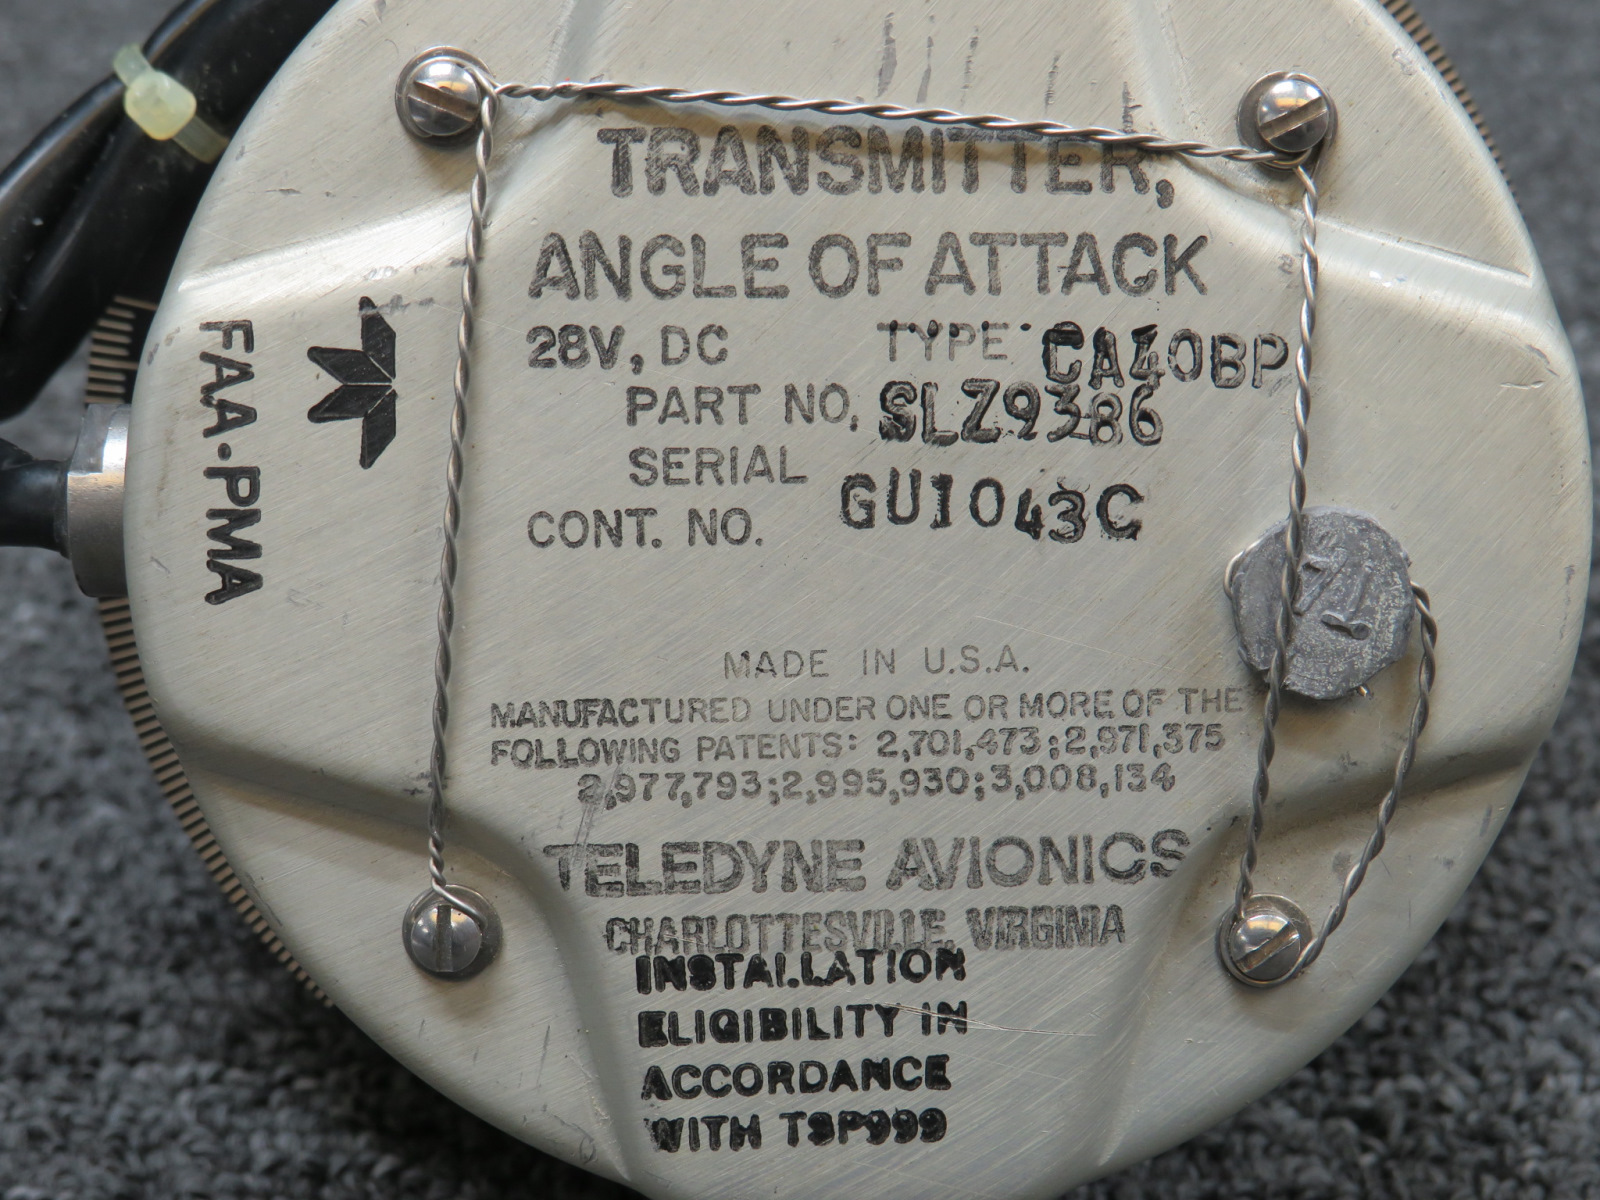 TRANSMITTER,
ANGLE OF ATTACK
28V, DC TYPE CA40BP
PART NO. SLZ9386
SERIAL
CONT. NO. GU1043C
FAA-PMA
MADE IN U.S.A.
MANUFACTURED UNDER ONE OR MORE OF THE
FOLLOWING PATENTS: 2,701,473;2,971,375
2,977,793;2,995,930;3,008,134
TELEDYNE AVIONICS
CHARLOTTESVILLE, VIRGINIA
INSTALLATION
ELIGIBILITY IN
ACCORDANCE
WITH TSP999